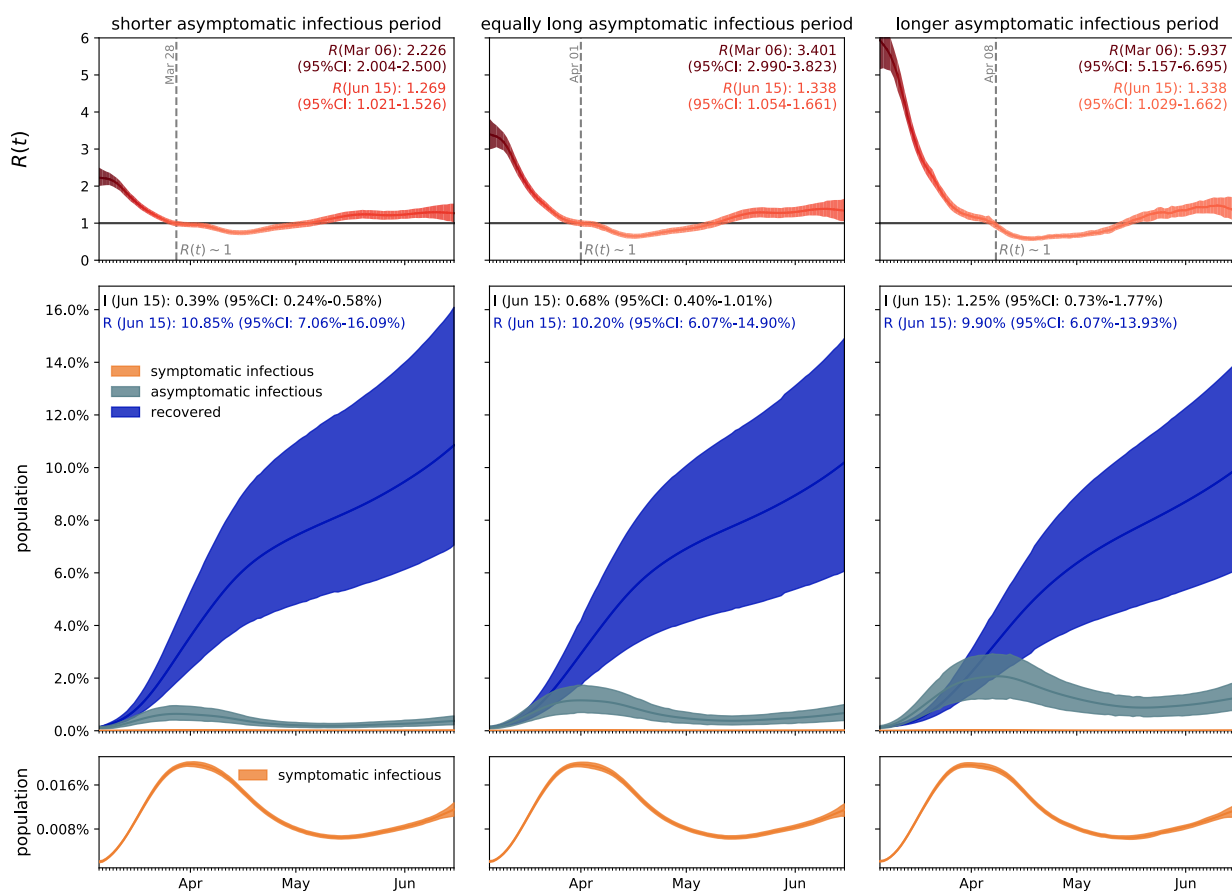 shorter asymptomatic infectious period
equally long asymptomatic infectious period
longer asymptomatic infectious period
R(t)
6
5
4
3
2
1
0
Mar 28
R(Mar 06): 2.226
(95%CI: 2.004-2.500)
R(Jun 15): 1.269
(95%CI: 1.021-1.526)
R(t) ~ 1
Apr 01
R(Mar 06): 3.401
(95%CI: 2.990-3.823)
R(Jun 15): 1.338
(95%CI: 1.054-1.661)
R(t) ~ 1
Apr 08
R(Mar 06): 5.937
(95%CI: 5.157-6.695)
R(Jun 15): 1.338
(95%CI: 1.029-1.662)
R(t) ~ 1
population
16.0%
14.0%
12.0%
10.0%
8.0%
6.0%
4.0%
2.0%
0.0%
I (Jun 15): 0.39% (95%CI: 0.24%-0.58%)
R (Jun 15): 10.85% (95%CI: 7.06%-16.09%)
symptomatic infectious
asymptomatic infectious
recovered
I (Jun 15): 0.68% (95%CI: 0.40%-1.01%)
R (Jun 15): 10.20% (95%CI: 6.07%-14.90%)
I (Jun 15): 1.25% (95%CI: 0.73%-1.77%)
R (Jun 15): 9.90% (95%CI: 6.07%-13.93%)
population
0.016%
0.008%
symptomatic infectious
Apr
May
Jun
Apr
May
Jun
Apr
May
Jun